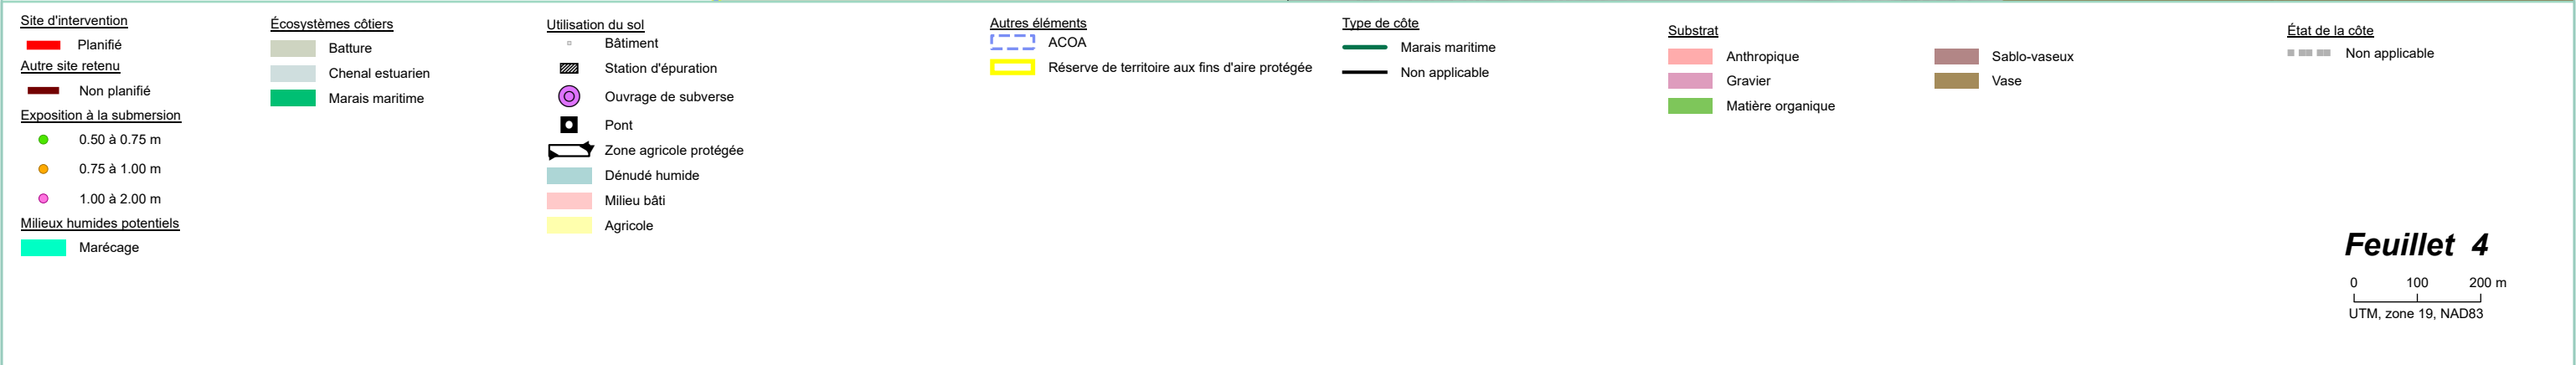 Site d'intervention
Planifié
Autre site retenu
Non planifié
Exposition à la submersion
0.50 à 0.75 m
0.75 à 1.00 m
1.00 à 2.00 m
Milieux humides potentiels
Marécage
Écosystèmes côtiers
Batture
Chenal estuarien
Marais maritime
Utilisation du sol
Bâtiment
Station d'épuration
Ouvrage de subverse
Pont
Zone agricole protégée
Dénudé humide
Milieu bâti
Agricole
Autres éléments
ACOA
Réserve de territoire aux fins d'aire protégée
Type de côte
Marais maritime
Non applicable
Substrat
Anthropique
Gravier
Matière organique
Sablo-vaseux
Vase
État de la côte
Non applicable
Feuillet 4
0 100 200 m
UTM, zone 19, NAD83